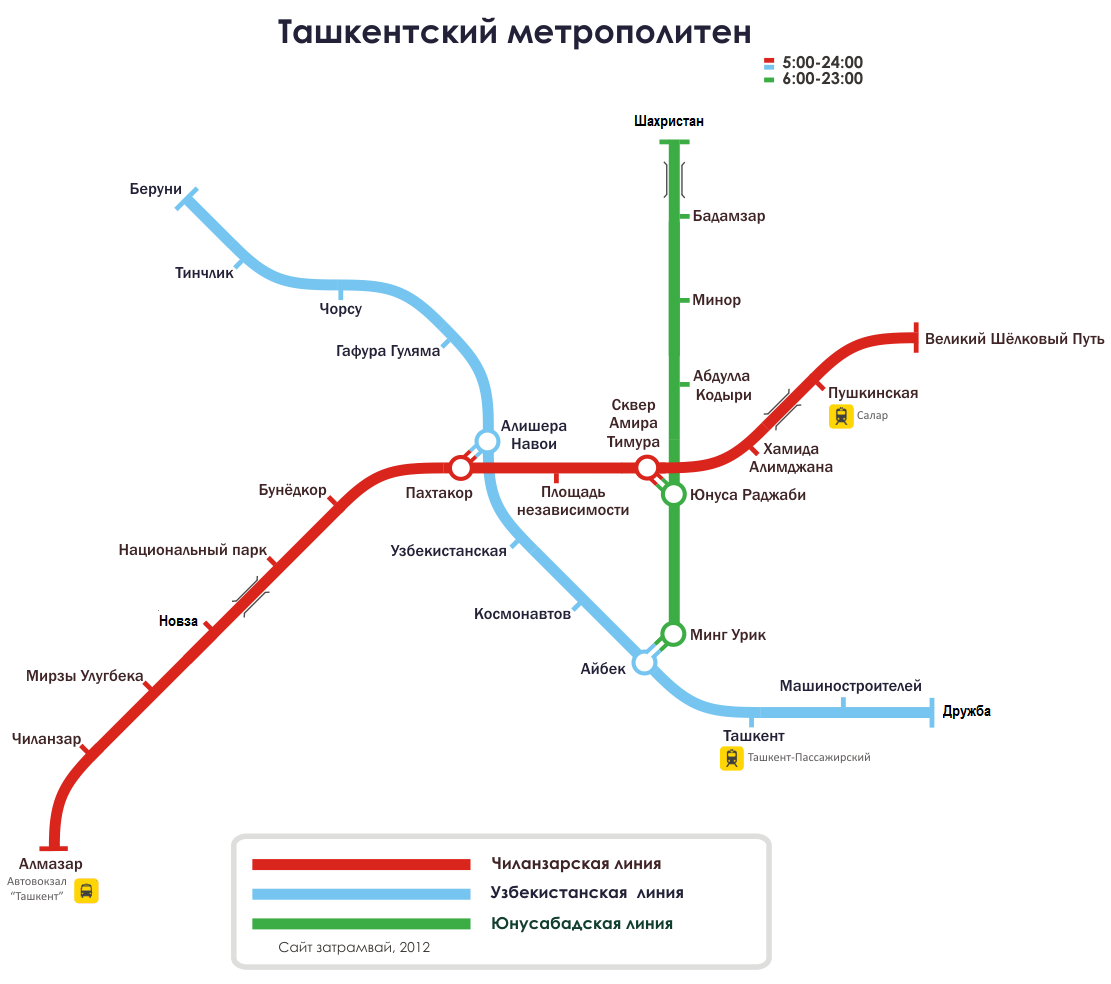 Ташкентский метрополитен
5:00-24:00
6:00-23:00
Шахристан
Беруни
Бадамзар
Тинчлик
Чорсу
Минор
Гафура Гуляма
Великий Шёлковый Путь
Абдулла
Кодыри
Пушкинская
Салар
Сквер
Амира
Тимура
Алишера
Навои
Хамида
Алимджана
Бунёдкор
Пахтакор
Площадь
независимости
Юнуса Раджаби
Национальный парк
Узбекистанская
Новза
Космонавтов
Минг Урик
Айбек
Мирзы Улугбека
Машиностроителей
Дружба
Чиланзар
Ташкент
Ташкент-Пассажирский
Алмазар
Автовокзал
"Ташкент"
Чиланзарская линия
Узбекистанская линия
Юнусабадская линия
Сайт затрамвай, 2012